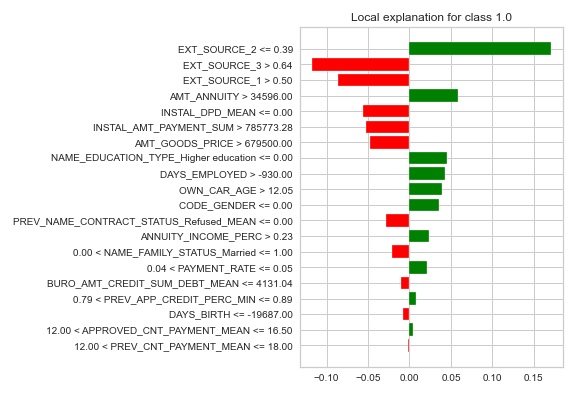 Local explanation for class 1.0
EXT_SOURCE_2 <= 0.39
EXT_SOURCE_3 > 0.64
EXT_SOURCE_1 > 0.50
AMT_ANNUITY > 34596.00
INSTAL_DPD_MEAN <= 0.00
INSTAL_AMT_PAYMENT_SUM > 785773.28
AMT_GOODS_PRICE > 679500.00
NAME_EDUCATION_TYPE_Higher education <= 0.00
DAYS_EMPLOYED > -930.00
OWN_CAR_AGE > 12.05
CODE_GENDER <= 0.00
PREV_NAME_CONTRACT_STATUS_Refused_MEAN <= 0.00
ANNUITY_INCOME_PERC > 0.23
0.00 < NAME_FAMILY_STATUS_Married <= 1.00
0.04 < PAYMENT_RATE <= 0.05
BURO_AMT_CREDIT_SUM_DEBT_MEAN <= 4131.04
0.79 < PREV_APP_CREDIT_PERC_MIN <= 0.89
DAYS_BIRTH <= -19687.00
12.00 < APPROVED_CNT_PAYMENT_MEAN <= 16.50
12.00 < PREV_CNT_PAYMENT_MEAN <= 18.00
−0.10 −0.05 0.00 0.05 0.10 0.15